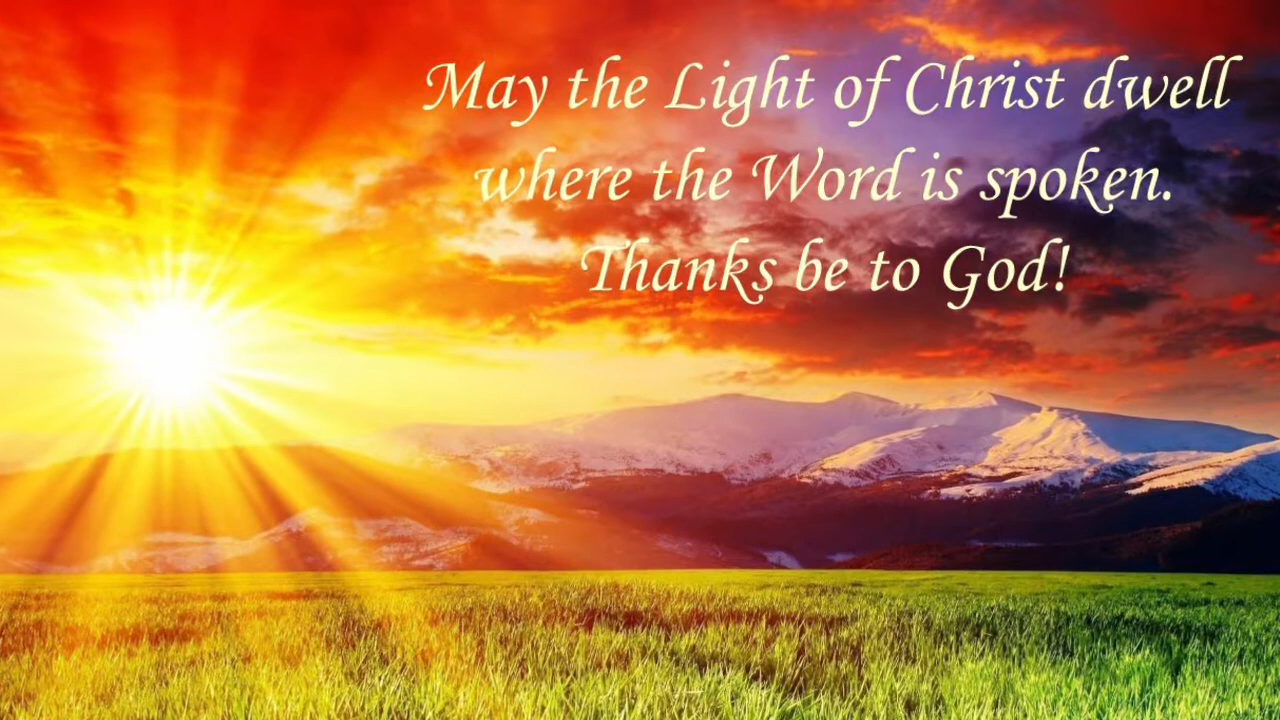 May the Light of Christ dwell
where the Word is spoken.
Thanks be to God!